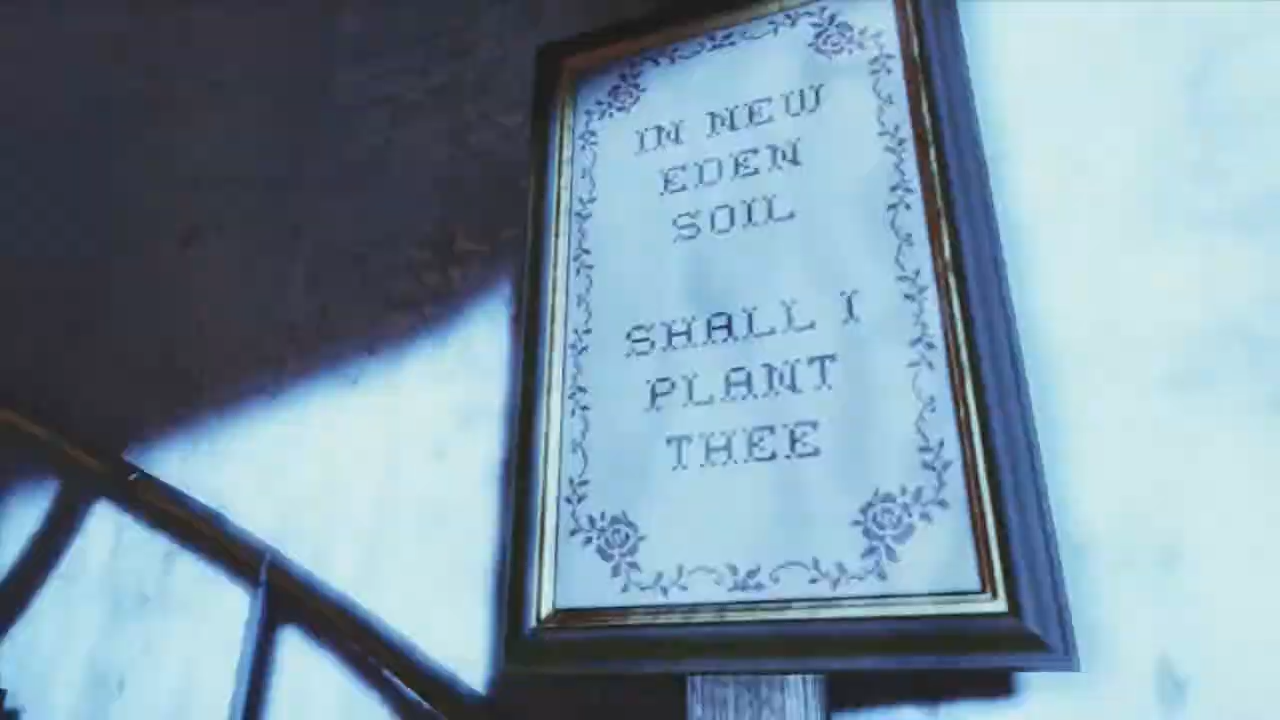 IN NEW
EDEN
SOIL
SHALL I
PLANT
THEE